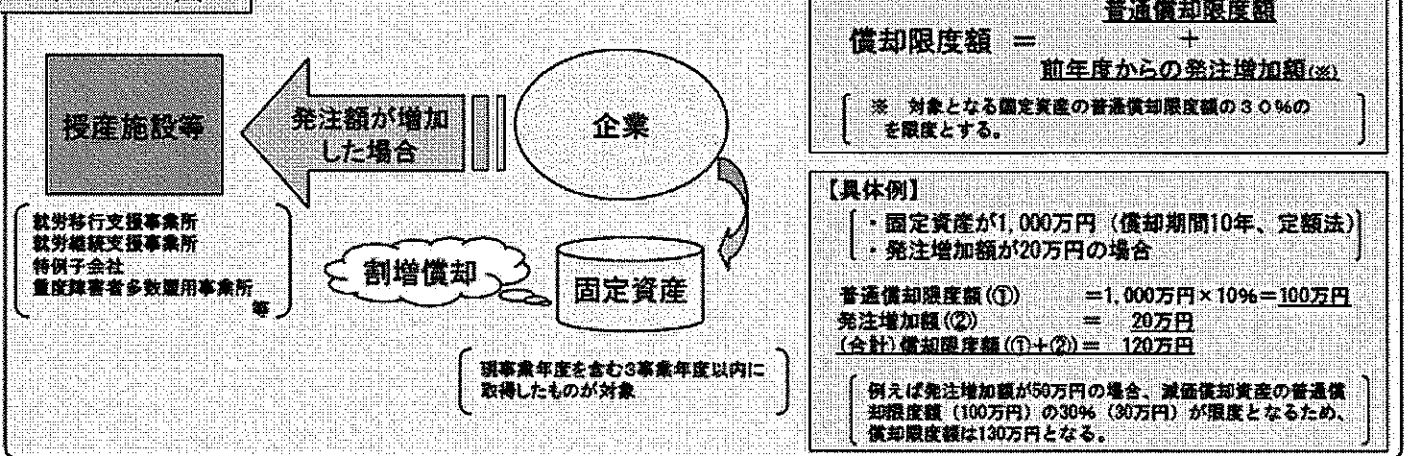 授産施設等
発注額が増加
した場合
企業
就労移行支援事業所
就労継続支援事業所
特例子会社
重度障害者多数雇用事業所
等
割増償却
固定資産
現事業年度を含む3事業年度以内に
取得したものが対象
普通償却限度額
償却限度額 = +
前年度からの発注増加額(※)
※ 対象となる固定資産の普通償却限度額の30%の
を限度とする。
【具体例】
・固定資産が1,000万円(償却期間10年、定額法)
・発注増加額が20万円の場合
普通償却限度額(①) =1,000万円×10%=100万円
発注増加額(②) = 20万円
(合計)償却限度額(①+②)= 120万円
例えば発注増加額が50万円の場合、減価償却資産の普通償
却限度額(100万円)の30%(30万円)が限度となるため、
償却限度額は130万円となる。